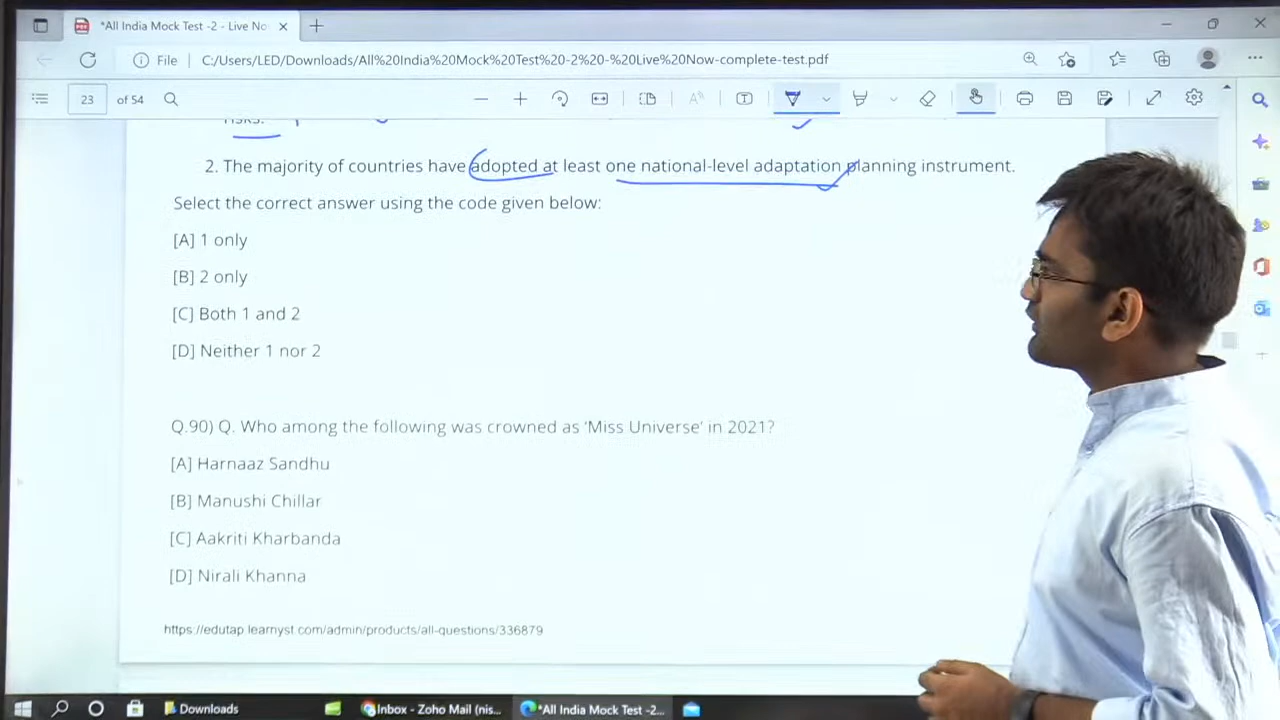 *All India Mock Test -2 - Live No
File
C:/Users/LED/Downloads/All%20India%20Mock%20Test%20-2%20-%20Live%20Now-complete-test.pdf
23 of 54
risks.
2. The majority of countries have adopted at least one national-level adaptation planning instrument.
Select the correct answer using the code given below:
[A] 1 only
[B] 2 only
[C] Both 1 and 2
[D] Neither 1 nor 2
Q.90) Q. Who among the following was crowned as ‘Miss Universe’ in 2021?
[A] Harnaaz Sandhu
[B] Manushi Chillar
[C] Aakriti Kharbanda
[D] Nirali Khanna
https://edutap.learnyst.com/admin/products/all-questions/336879
Downloads
Inbox - Zoho Mail (nis...
*All India Mock Test -2...